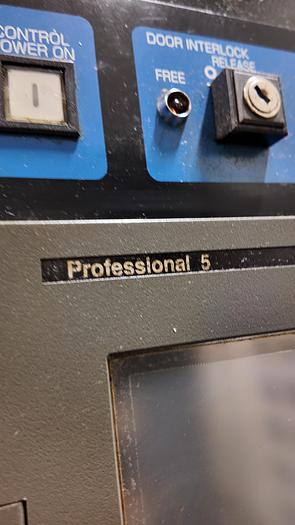 CONTROL
POWER ON
DOOR INTERLOCK
RELEASE
FREE
Professional 5